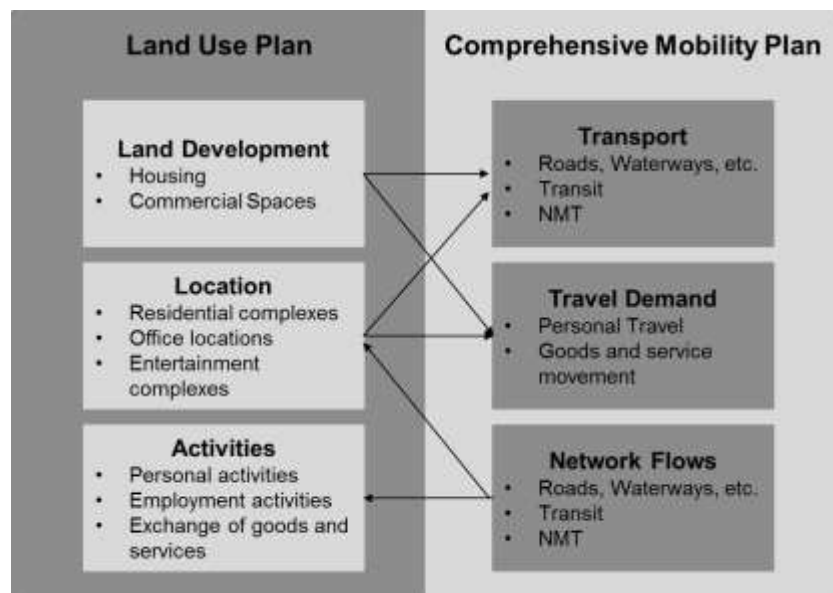 Land Use Plan
Land Development
• Housing
• Commercial Spaces
Location
• Residential complexes
• Office locations
• Entertainment
complexes
Activities
• Personal activities
• Employment activities
• Exchange of goods and
services
Comprehensive Mobility Plan
Transport
• Roads, Waterways, etc.
• Transit
• NMT
Travel Demand
• Personal Travel
• Goods and service
movement
Network Flows
• Roads, Waterways, etc.
• Transit
• NMT